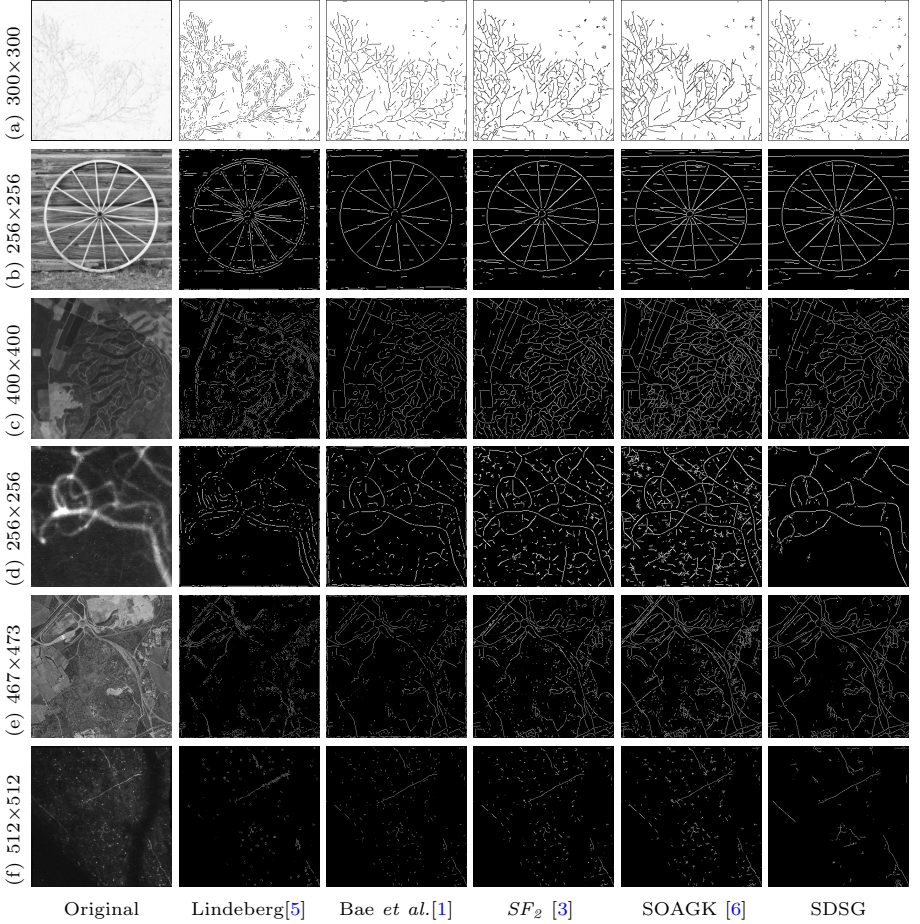 (a) 300×300
(b) 256×256
(c) 400×400
(d) 256×256
(e) 467×473
(f) 512×512
Original Lindeberg[5] Bae et al.[1] SF₂ [3] SOAGK [6] SDSG